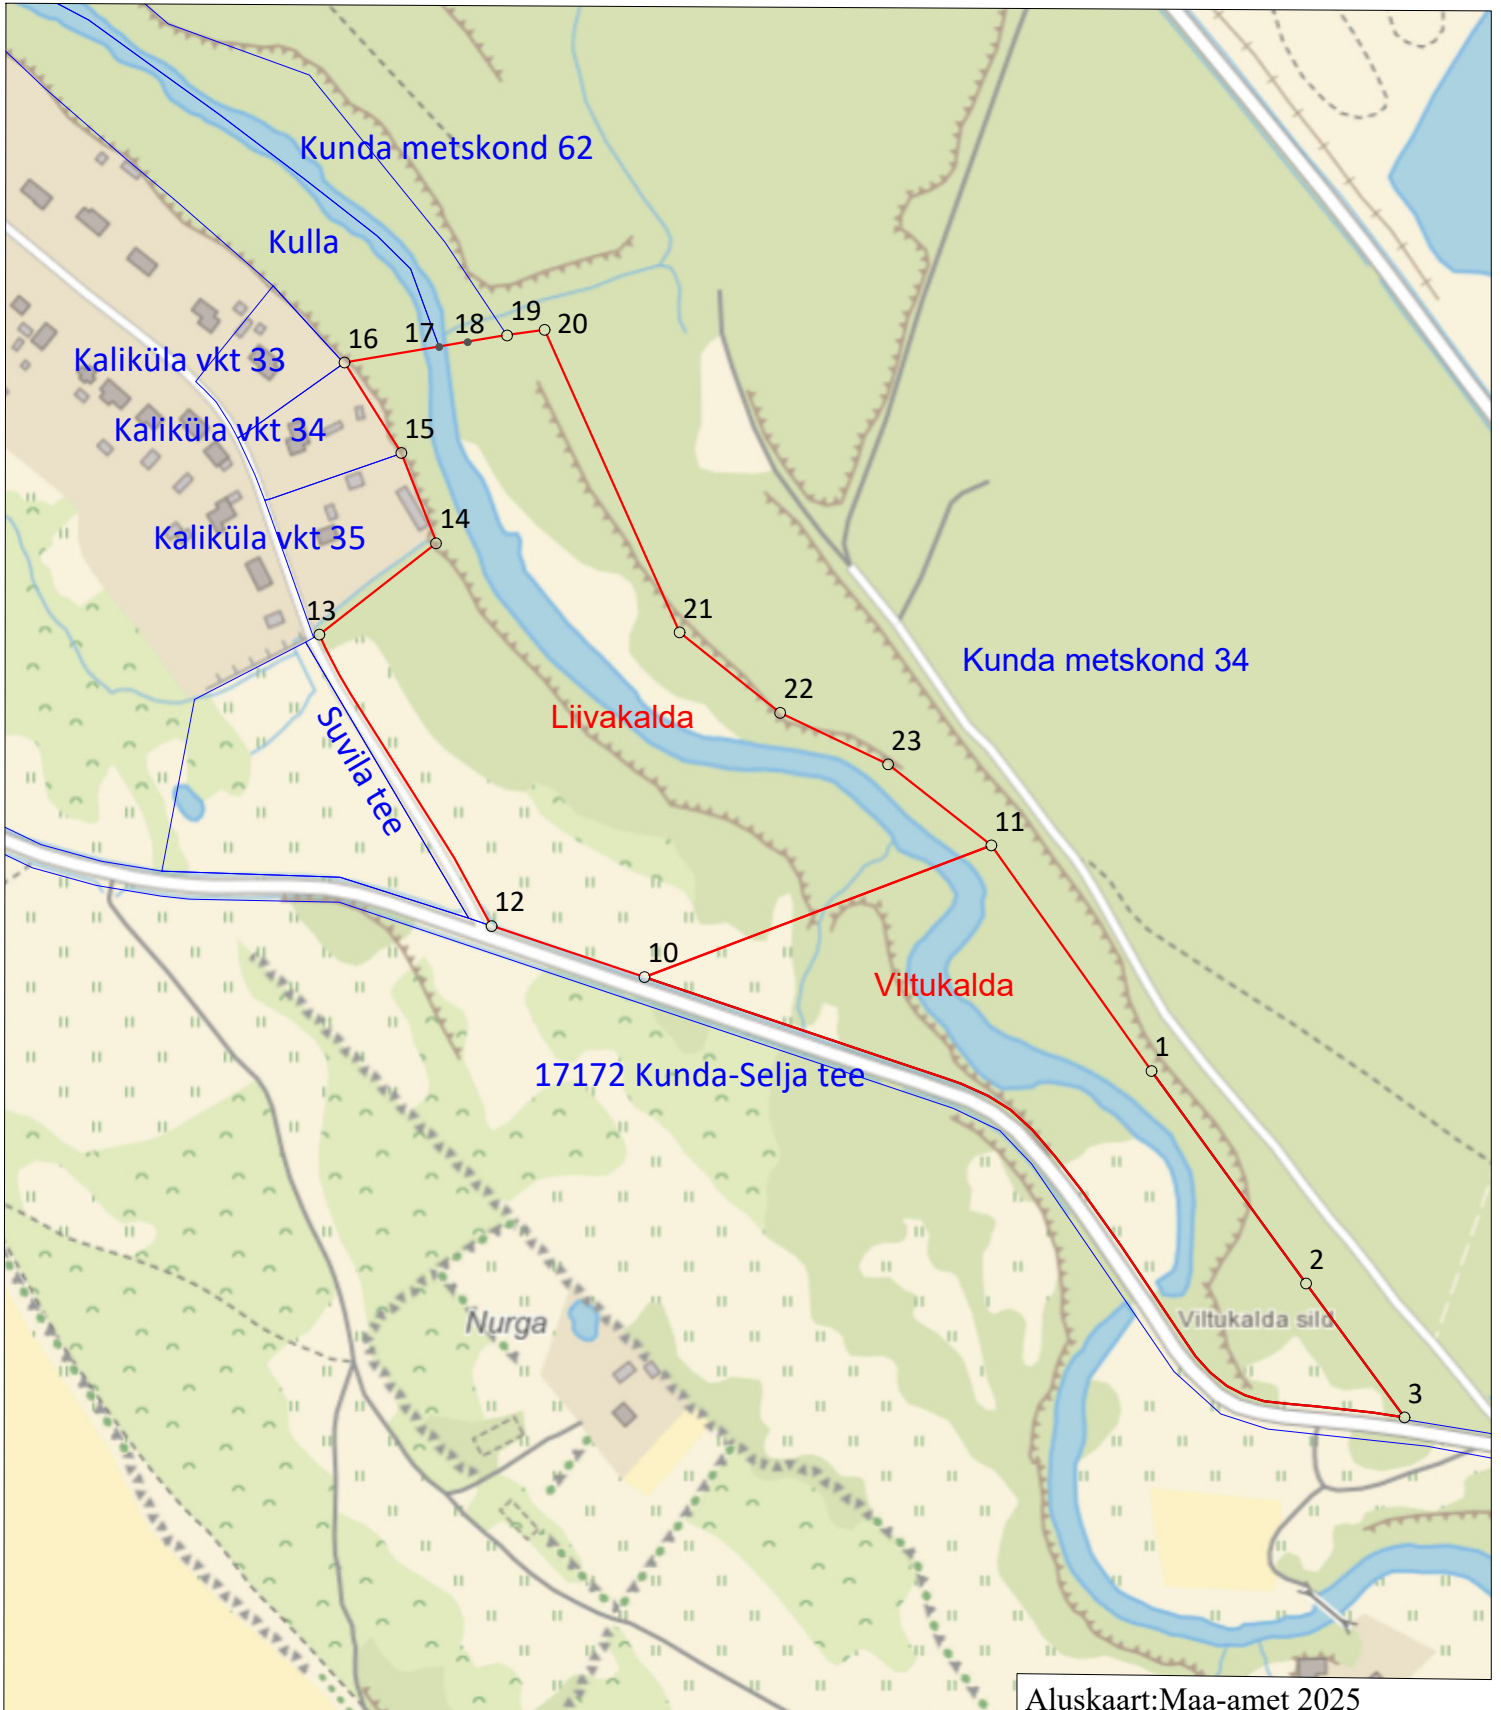 Kunda metskond 62
Kulla
19
20
18
17
16
Kaliküla vkt 33
Kaliküla vkt 34
15
14
Kaliküla vkt 35
13
21
Kunda metskond 34
22
Liivakalda
Suvila tee
23
11
12
10
Viltukalda
1
17172 Kunda-Selja tee
2
Viltukalda sild
Nurga
3
Aluskaart:Maa-amet 2025